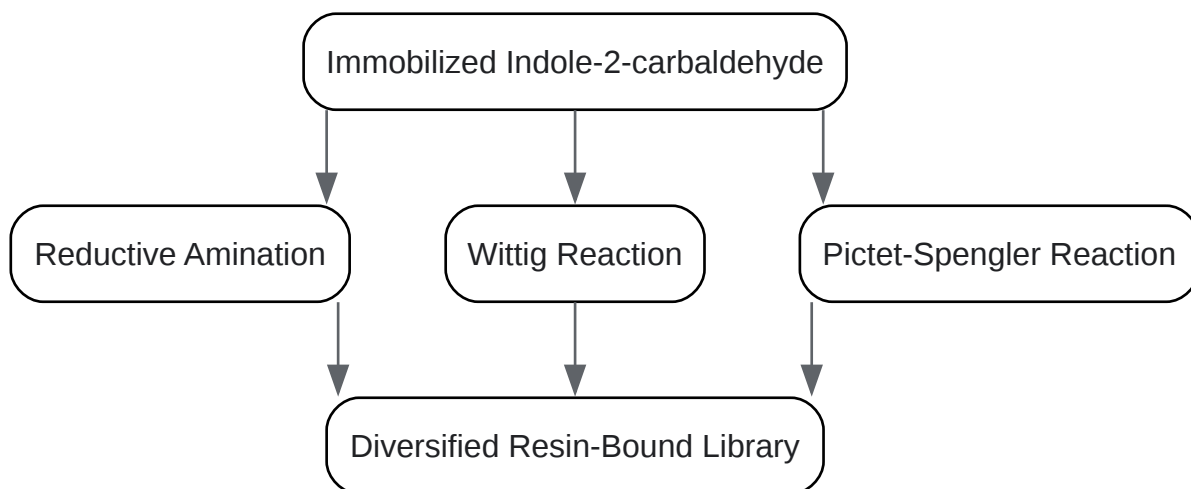 Immobilized Indole-2-carbaldehyde
Reductive Amination
Wittig Reaction
Pictet-Spengler Reaction
Diversified Resin-Bound Library